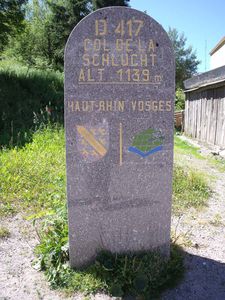 D 417
COL DE LA
SCHLUCHT
ALT. 1139 m
HAUT-RHIN VOSGES